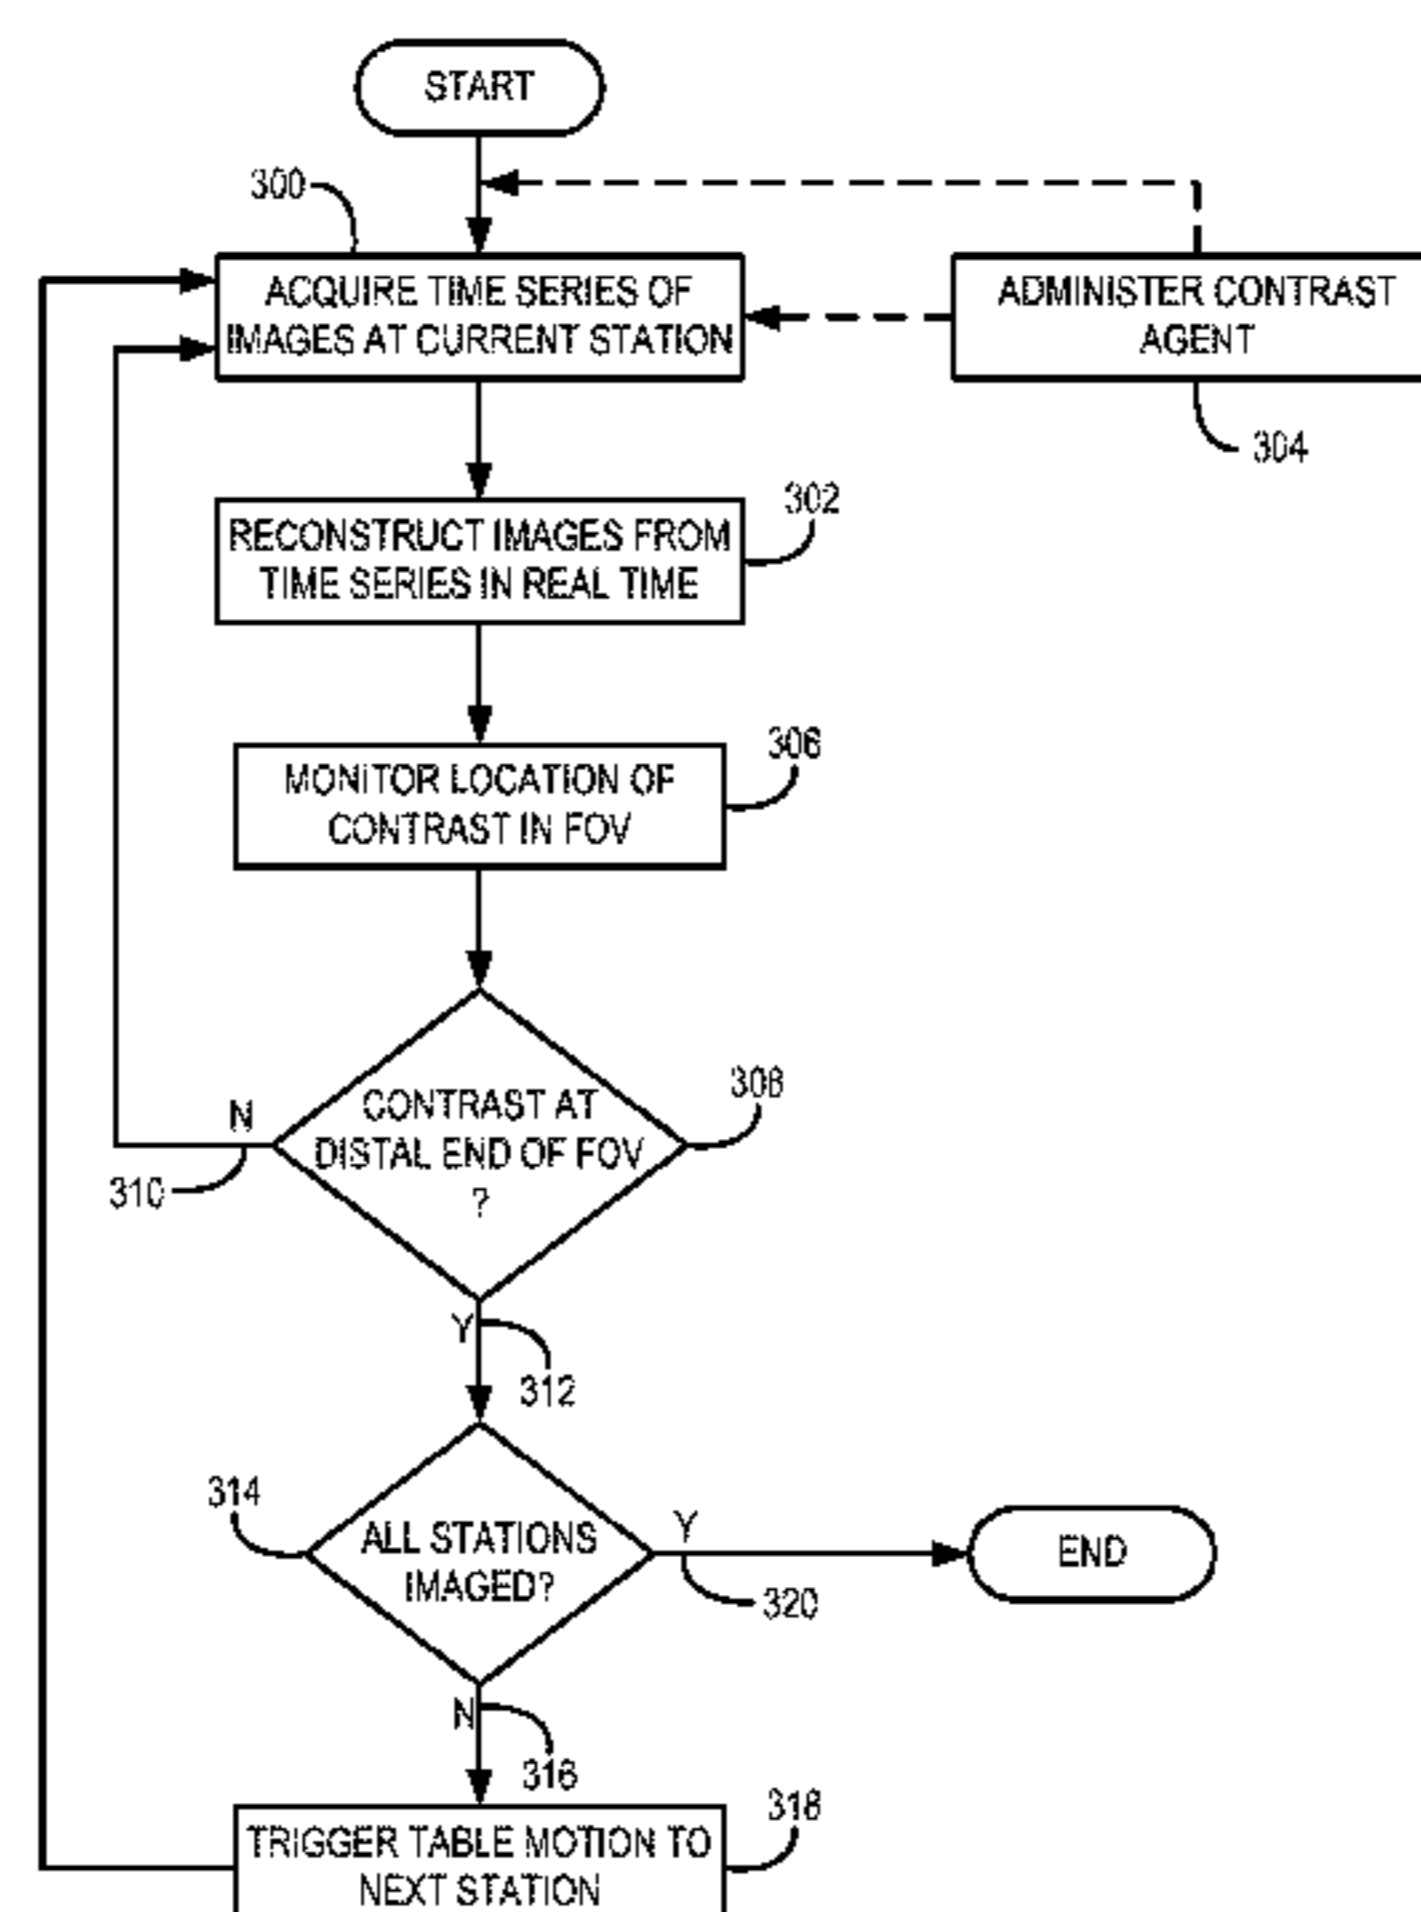 START
300
ACQUIRE TIME SERIES OF
IMAGES AT CURRENT STATION
ADMINISTER CONTRAST
AGENT
304
302
RECONSTRUCT IMAGES FROM
TIME SERIES IN REAL TIME
306
MONITOR LOCATION OF
CONTRAST IN FOV
308
N
CONTRAST AT
DISTAL END OF FOV
?
310
Y
312
314
ALL STATIONS
IMAGED?
Y
320
END
N
316
318
TRIGGER TABLE MOTION TO
NEXT STATION